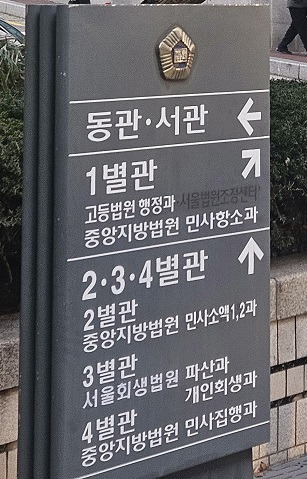 동관·서관 ←
1별관 ↗
고등법원 행정과 서울법원조정센터
중앙지방법원 민사항소과
2·3·4별관 ↑
2별관
중앙지방법원 민사소액1,2과
3별관
서울회생법원 파산과
개인회생과
4별관
중앙지방법원 민사집행과